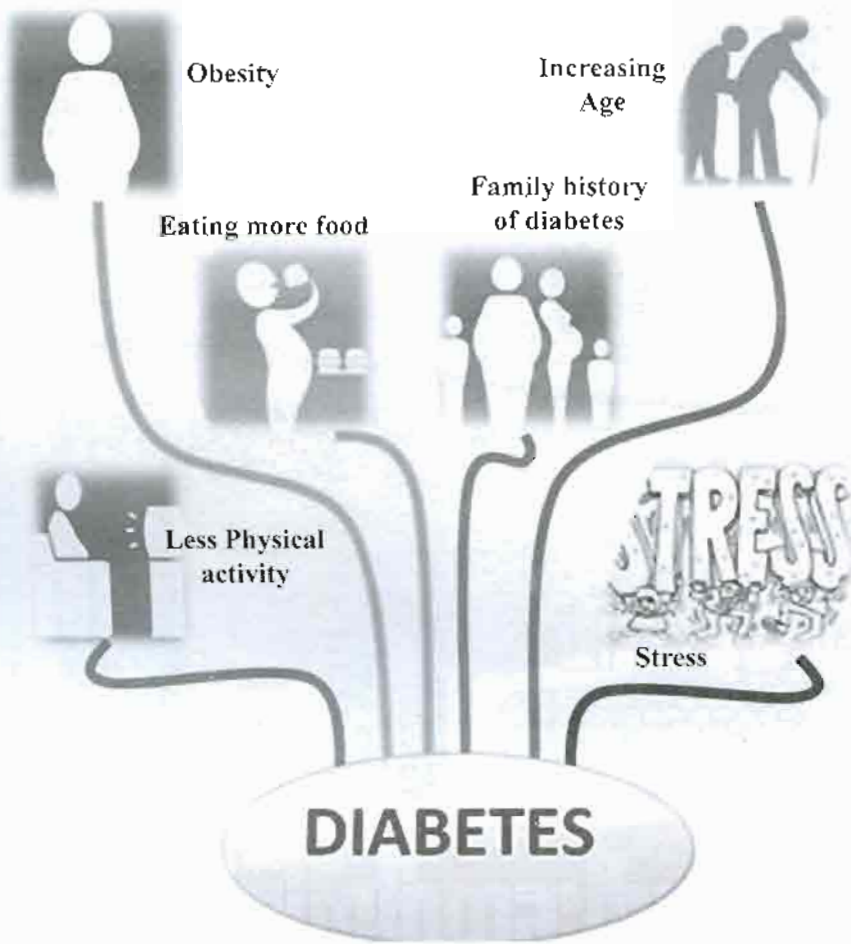 Obesity
Increasing
Age
Family history
of diabetes
Eating more food
Less Physical
activity
STRESS
Stress
DIABETES